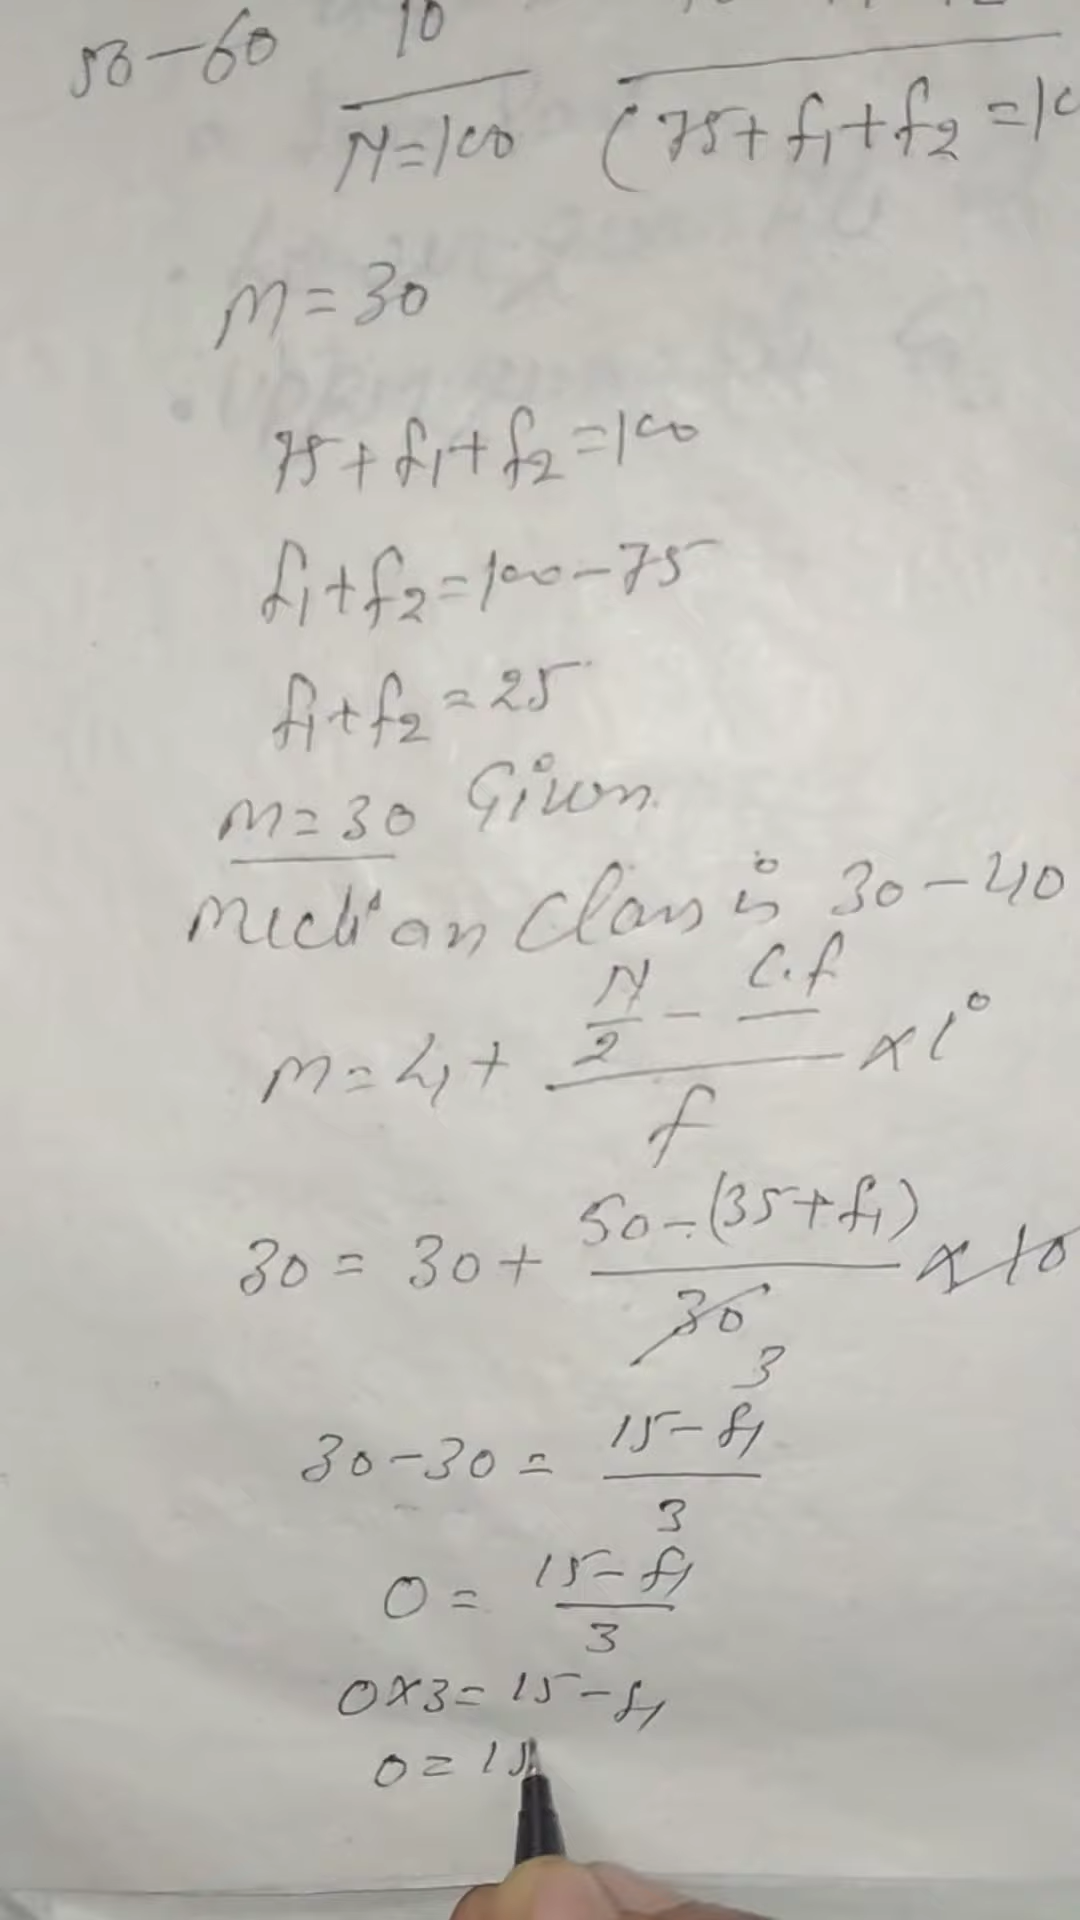 50-60 10
N=100 (75+f₁+f₂=10
M=30
75+f₁+f₂=100
f₁+f₂=100-75
f₁+f₂=25
M=30 Given
Median Class is 30-40
M=L₁+ (N/2 - C.f)/f ×i
30 = 30+ (50-(35+f₁))/30 ×10
3
30-30 = (15-f₁)/3
0 = (15-f₁)/3
0×3=15-f₁
0=15